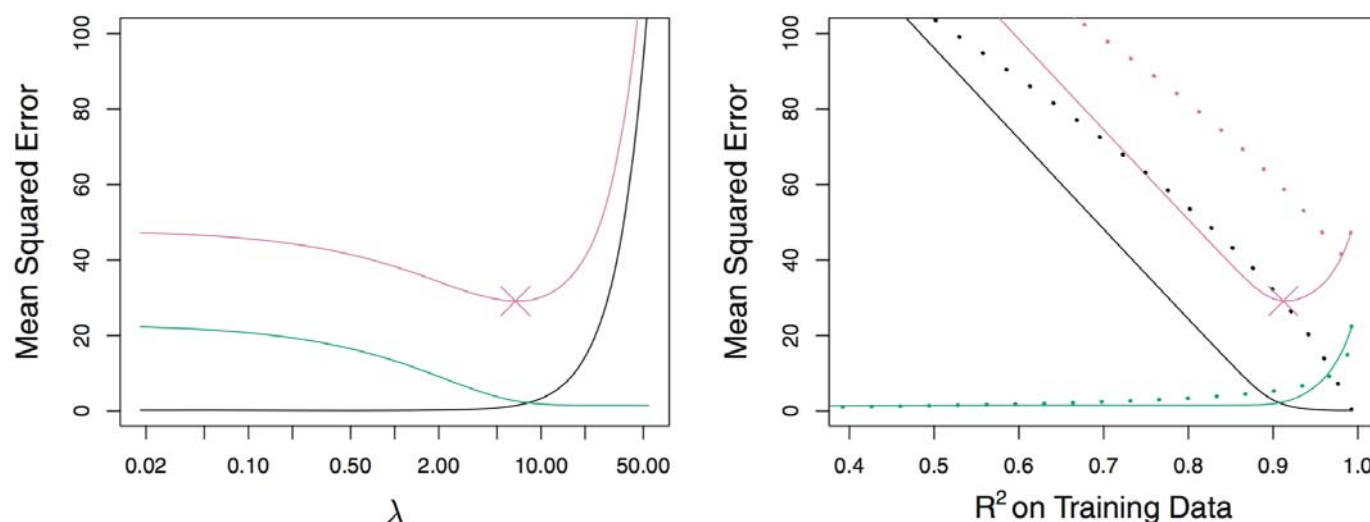 Mean Squared Error
0 20 40 60 80 100
0.02 0.10 0.50 2.00 10.00 50.00
λ
Mean Squared Error
0 20 40 60 80 100
0.4 0.5 0.6 0.7 0.8 0.9 1.0
R² on Training Data